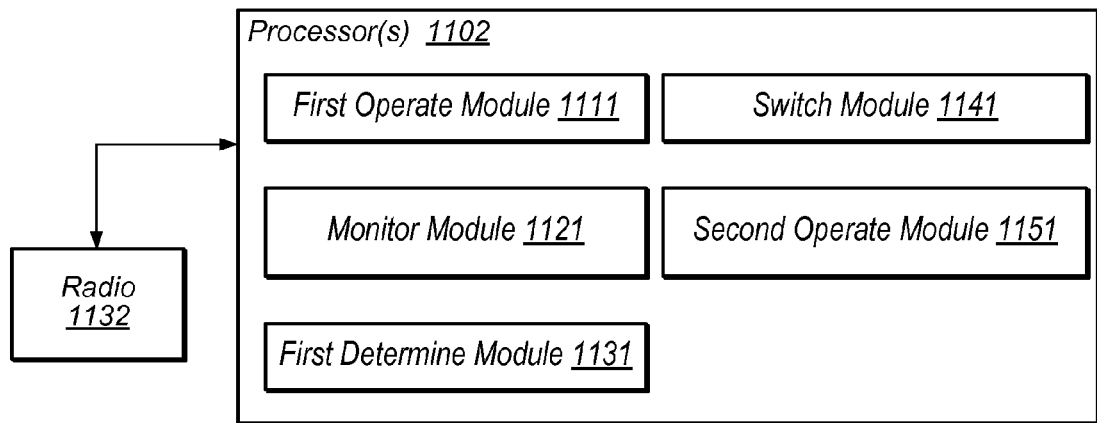 Processor(s) 1102
First Operate Module 1111
Switch Module 1141
Monitor Module 1121
Second Operate Module 1151
First Determine Module 1131
Radio
1132